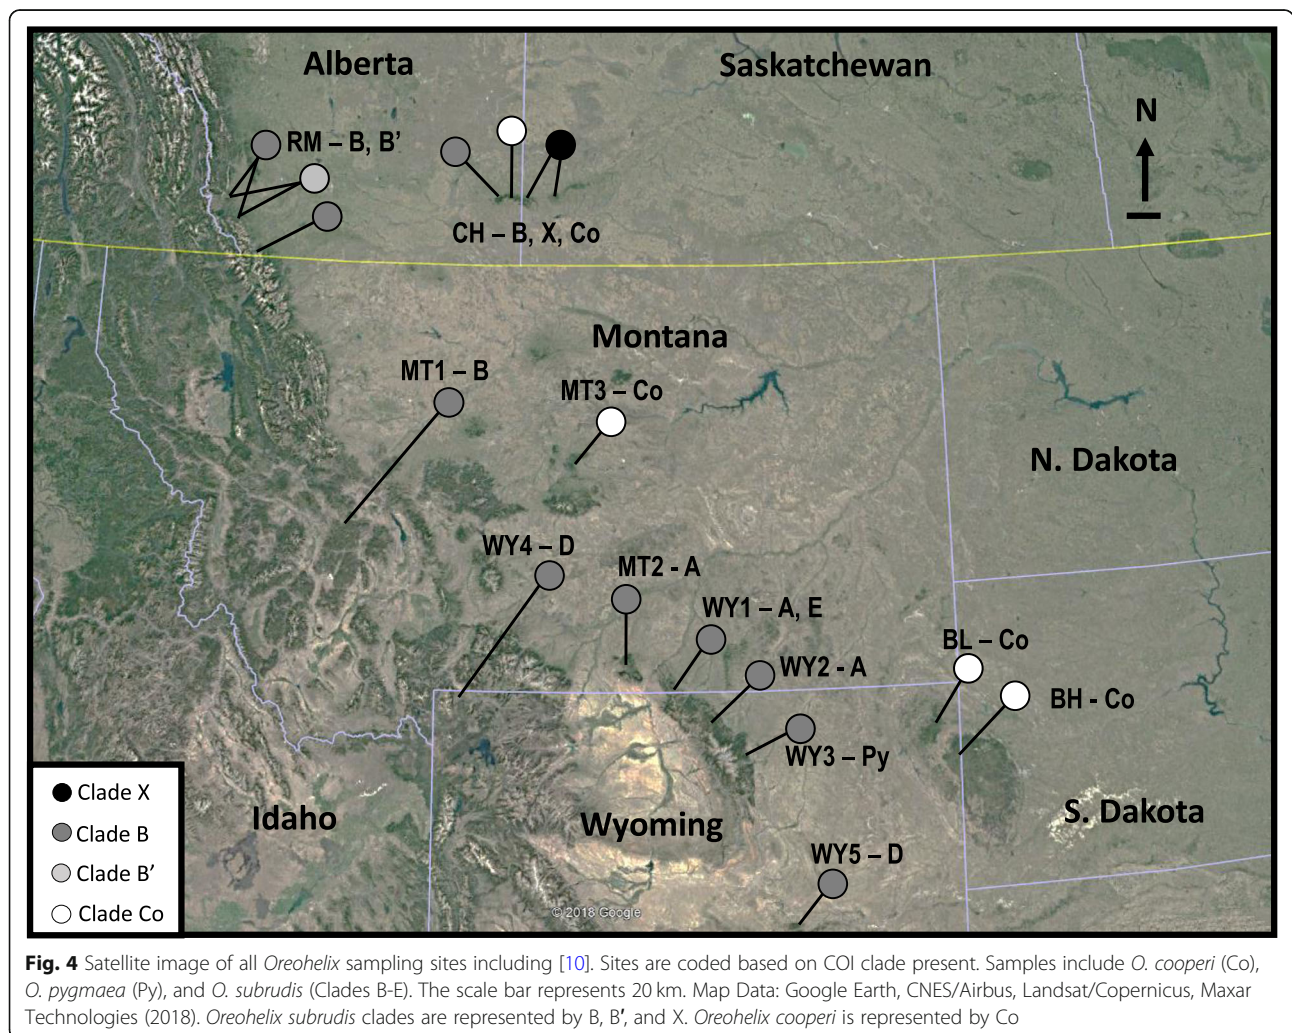 Alberta
Saskatchewan
N
RM – B, B′
CH – B, X, Co
Montana
MT1 – B
MT3 – Co
N. Dakota
WY4 – D
MT2 - A
WY1 – A, E
WY2 - A
BL – Co
BH - Co
WY3 – Py
Idaho
Wyoming
S. Dakota
WY5 – D
Clade X
Clade B
Clade B′
Clade Co
© 2018 Google
Fig. 4 Satellite image of all Oreohelix sampling sites including [10]. Sites are coded based on COI clade present. Samples include O. cooperi (Co),
O. pygmaea (Py), and O. subrudis (Clades B-E). The scale bar represents 20 km. Map Data: Google Earth, CNES/Airbus, Landsat/Copernicus, Maxar
Technologies (2018). Oreohelix subrudis clades are represented by B, B′, and X. Oreohelix cooperi is represented by Co